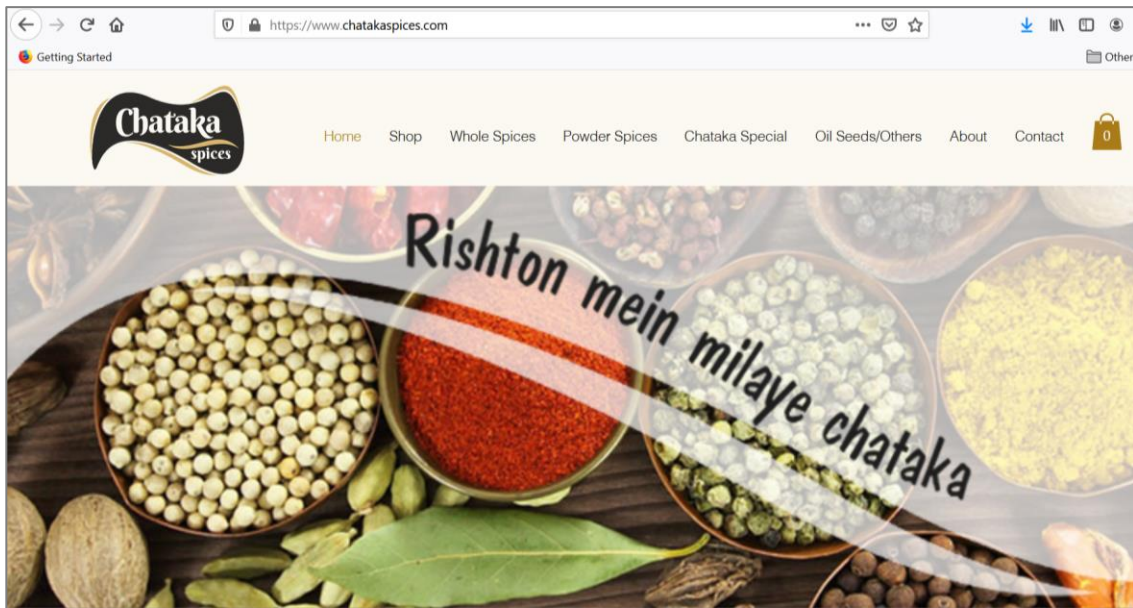 https://www.chatakaspices.com
Getting Started
Other
Chataka
spices
Home Shop Whole Spices Powder Spices Chataka Special Oil Seeds/Others About Contact 0
Rishton mein milaye chataka